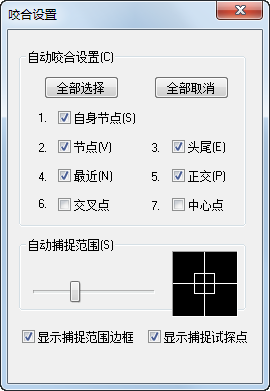 咬合设置
自动咬合设置(C)
全部选择 全部取消
1. 自身节点(S)
2. 节点(V) 3. 头尾(E)
4. 最近(N) 5. 正交(P)
6. 交叉点 7. 中心点
自动捕捉范围(S)
显示捕捉范围边框 显示捕捉试探点